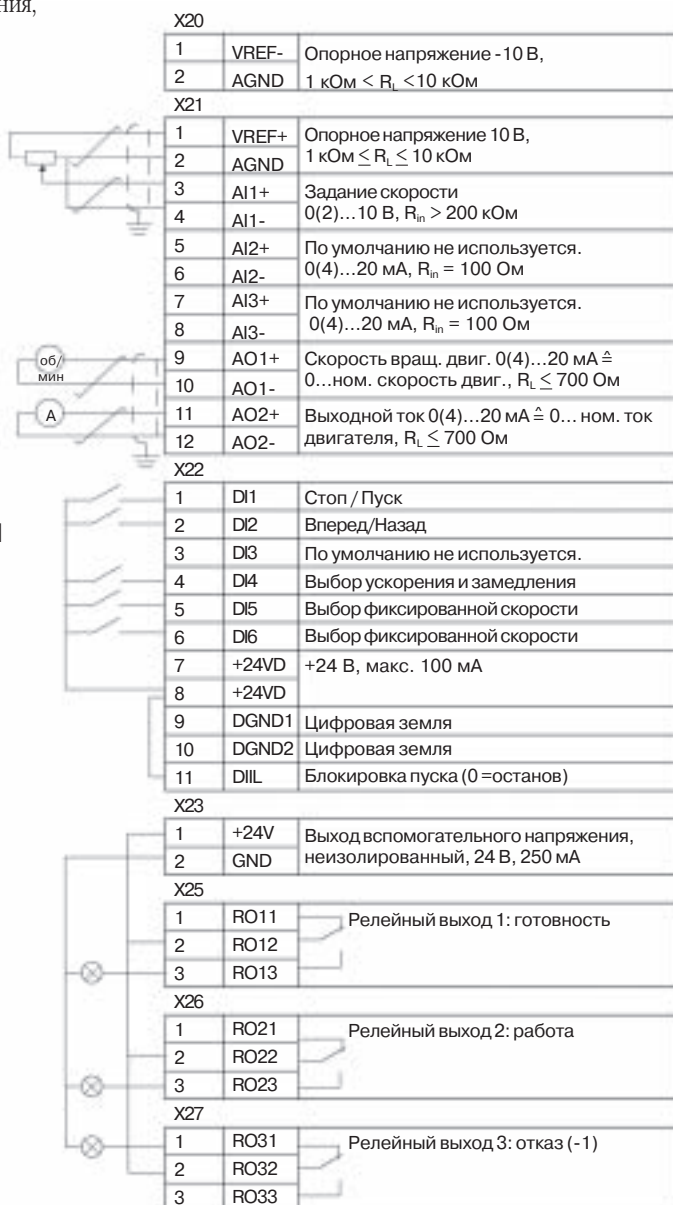 ния,
X20
1 VREF- Опорное напряжение -10 В,
2 AGND 1 кОм < RL <10 кОм
X21
1 VREF+ Опорное напряжение 10 В,
2 AGND 1 кОм ≤ RL ≤ 10 кОм
3 AI1+ Задание скорости
4 AI1- 0(2)...10 В, Rin > 200 кОм
5 AI2+ По умолчанию не используется.
6 AI2- 0(4)...20 мА, Rin = 100 Ом
7 AI3+ По умолчанию не используется.
8 AI3- 0(4)...20 мА, Rin = 100 Ом
об/
мин
9 AO1+ Скорость вращ. двиг. 0(4)...20 мА ≙
10 AO1- 0...ном. скорость двиг., RL ≤ 700 Ом
A
11 AO2+ Выходной ток 0(4)...20 мА ≙ 0... ном. ток
12 AO2- двигателя, RL ≤ 700 Ом
X22
1 DI1 Стоп / Пуск
2 DI2 Вперед/Назад
3 DI3 По умолчанию не используется.
4 DI4 Выбор ускорения и замедления
5 DI5 Выбор фиксированной скорости
6 DI6 Выбор фиксированной скорости
7 +24VD +24 В, макс. 100 мА
8 +24VD
9 DGND1 Цифровая земля
10 DGND2 Цифровая земля
11 DIIL Блокировка пуска (0 =останов)
X23
1 +24V Выход вспомогательного напряжения,
2 GND неизолированный, 24 В, 250 мА
X25
1 RO11 Релейный выход 1: готовность
2 RO12
3 RO13
X26
1 RO21 Релейный выход 2: работа
2 RO22
3 RO23
X27
1 RO31 Релейный выход 3: отказ (-1)
2 RO32
3 RO33